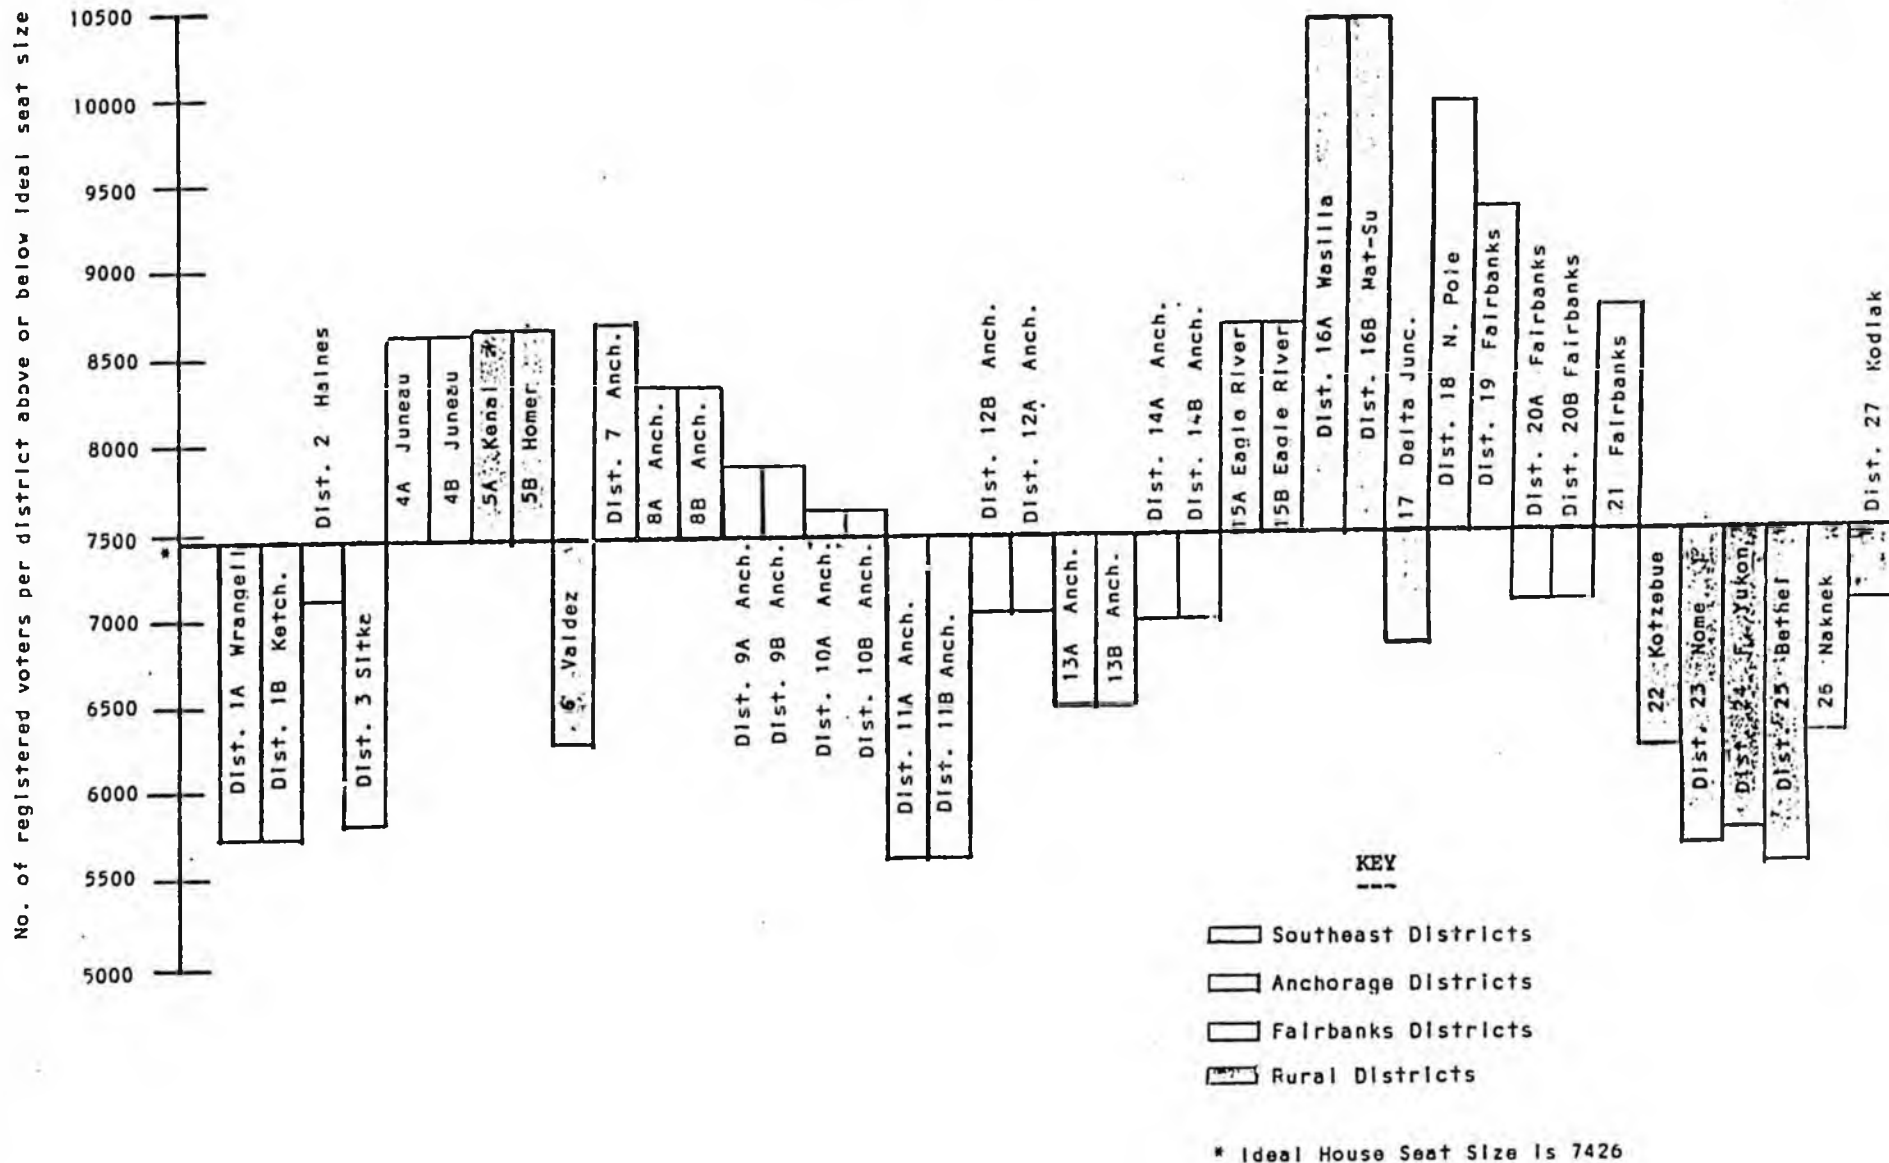 No. of registered voters per district above or below ideal seat size
10500
10000
9500
9000
8500
8000
7500
*
7000
6500
6000
5500
5000
Dist. 1A Wrangell
Dist. 1B Ketch.
Dist. 2 Haines
Dist. 3 Sitka
4A Juneau
4B Juneau
5A Kenai
5B Homer
6 Valdez
Dist. 7 Anch.
8A Anch.
8B Anch.
Dist. 9A Anch.
Dist. 9B Anch.
Dist. 10A Anch.
Dist. 10B Anch.
Dist. 11A Anch.
Dist. 11B Anch.
Dist. 12B Anch.
Dist. 12A Anch.
13A Anch.
13B Anch.
Dist. 14A Anch.
Dist. 14B Anch.
15A Eagle River
15B Eagle River
Dist. 16A Wasilla
Dist. 16B Mat-Su
17 Delta Junc.
Dist. 18 N. Pole
Dist. 19 Fairbanks
Dist. 20A Fairbanks
Dist. 20B Fairbanks
21 Fairbanks
22 Kotzebue
Dist. 23 Nome
Dist. 24 F. Yukon
Dist. 25 Bethel
26 Naknek
Dist. 27 Kodiak
KEY
Southeast Districts
Anchorage Districts
Fairbanks Districts
Rural Districts
* Ideal House Seat Size is 7426